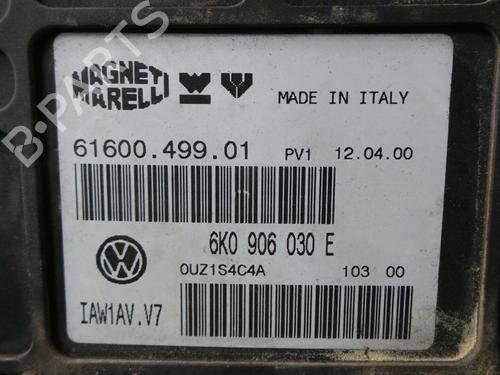 B-PARTS
MAGNETI
MARELLI
MADE IN ITALY
61600.499.01 PV1 12.04.00
6K0 906 030 E
0UZ1S4C4A 103 00
IAW1AV.V7